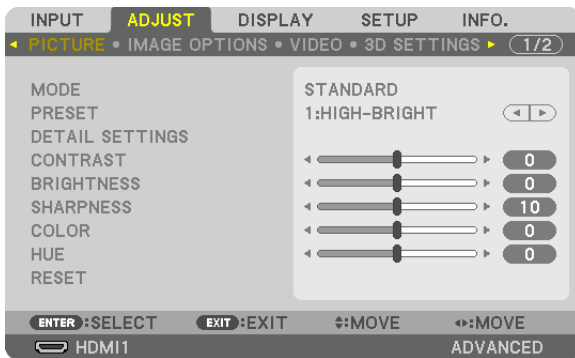 INPUT ADJUST DISPLAY SETUP INFO.
PICTURE • IMAGE OPTIONS • VIDEO • 3D SETTINGS 1/2
MODE STANDARD
PRESET 1:HIGH-BRIGHT
DETAIL SETTINGS
CONTRAST 0
BRIGHTNESS 0
SHARPNESS 10
COLOR 0
HUE 0
RESET
ENTER :SELECT EXIT :EXIT :MOVE :MOVE
HDMI1 ADVANCED